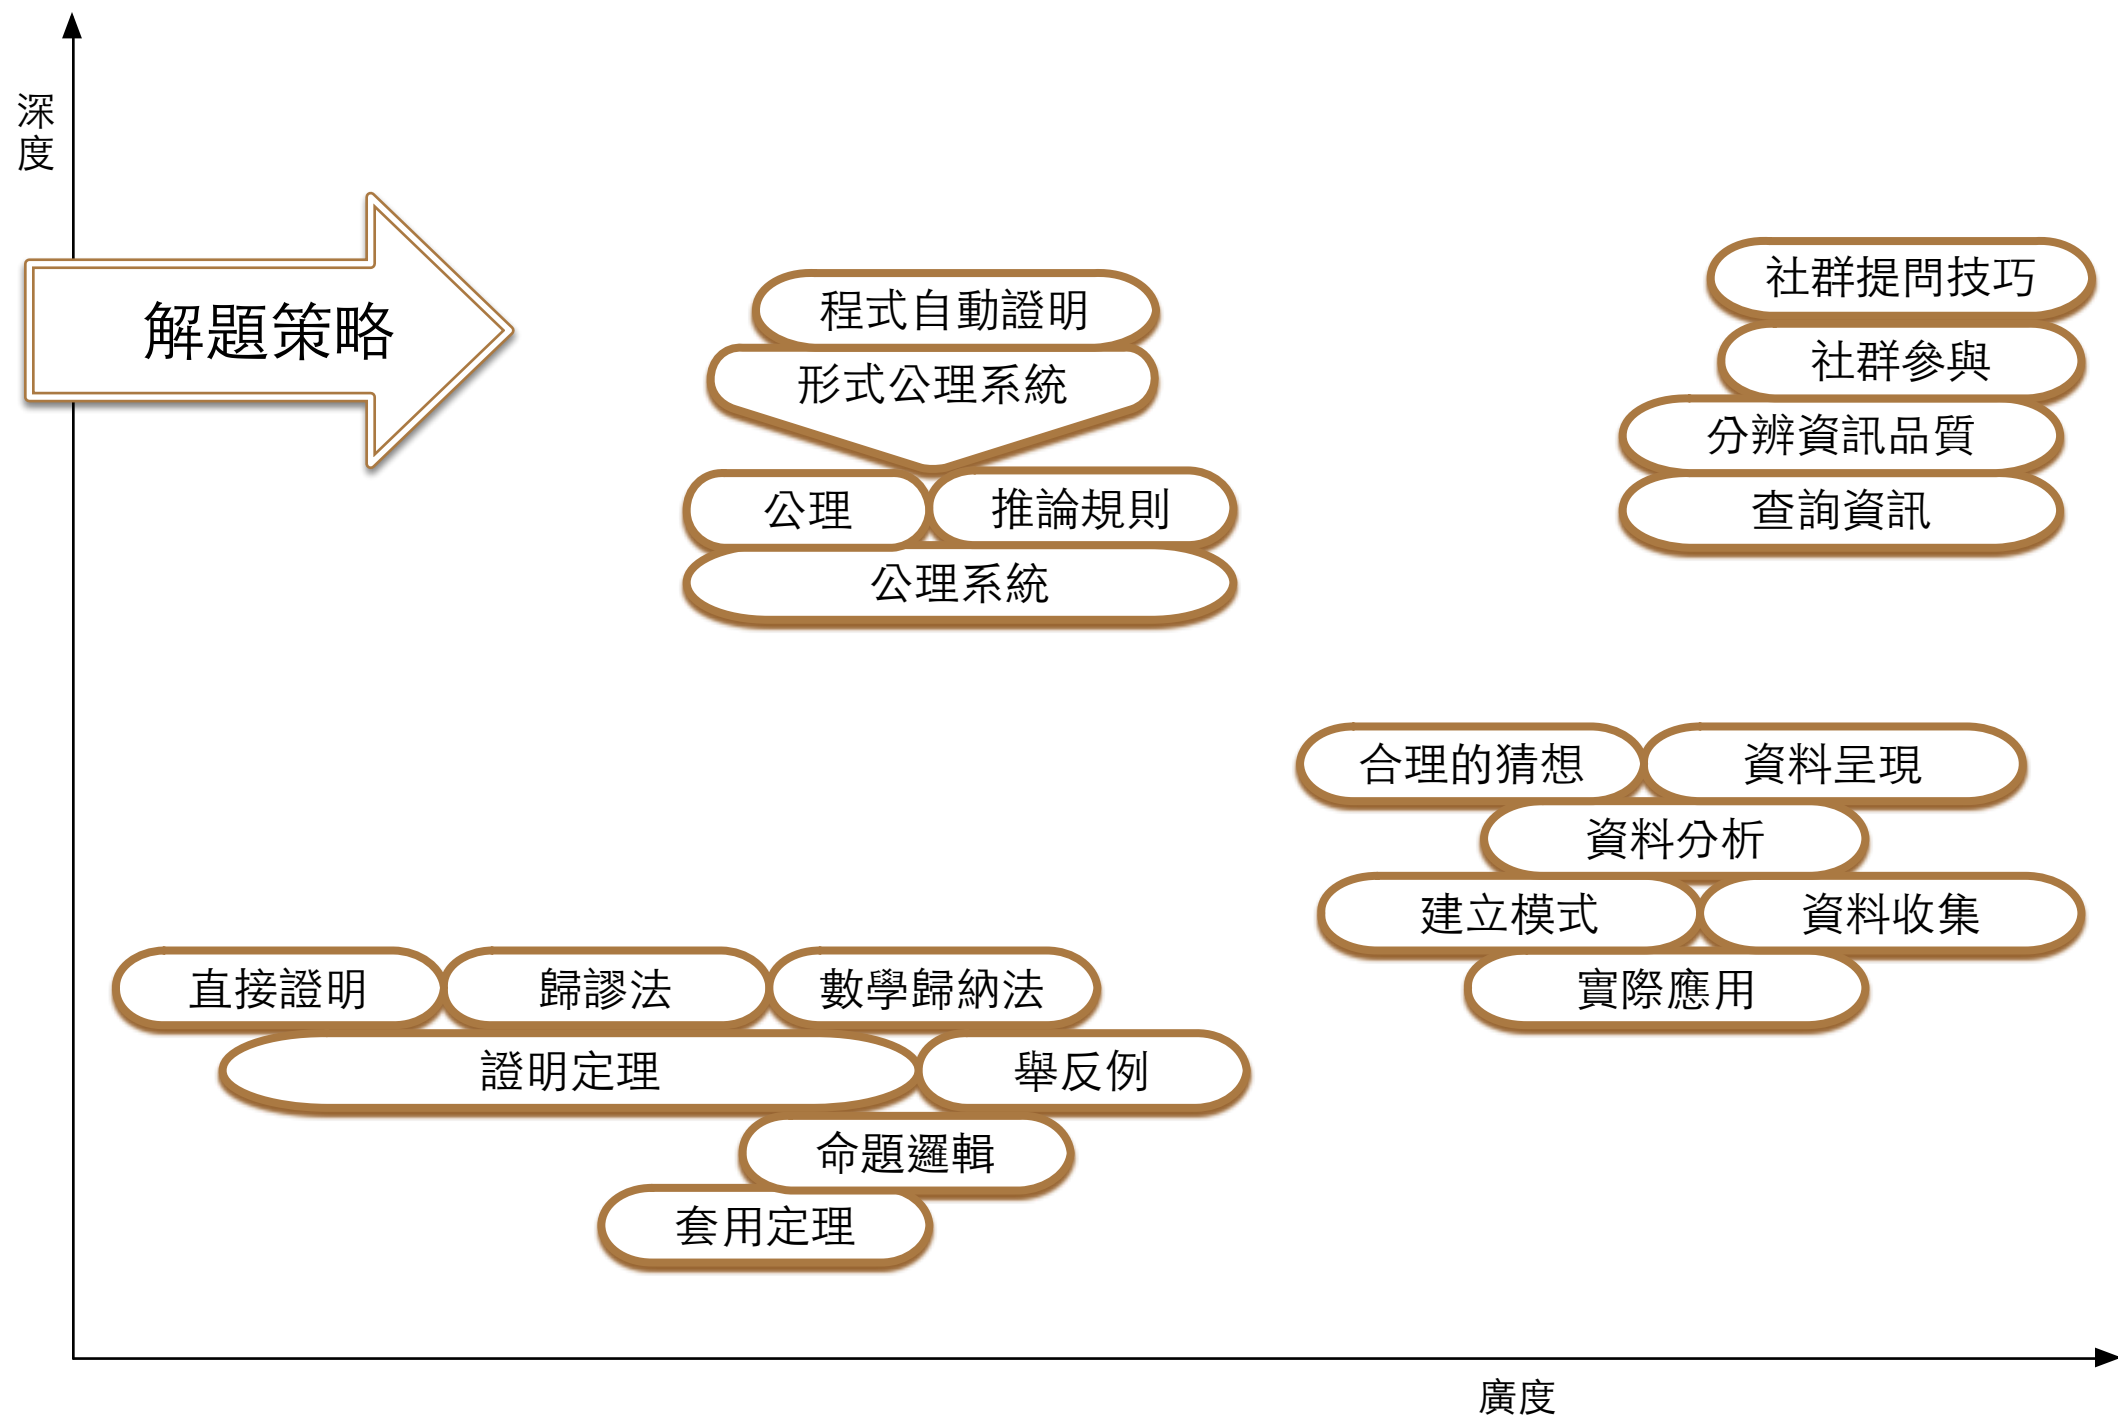 深度
解題策略
程式自動證明
形式公理系統
公理
推論規則
公理系統
社群提問技巧
社群參與
分辨資訊品質
查詢資訊
合理的猜想
資料呈現
資料分析
建立模式
資料收集
實際應用
直接證明
歸謬法
數學歸納法
證明定理
舉反例
命題邏輯
套用定理
廣度